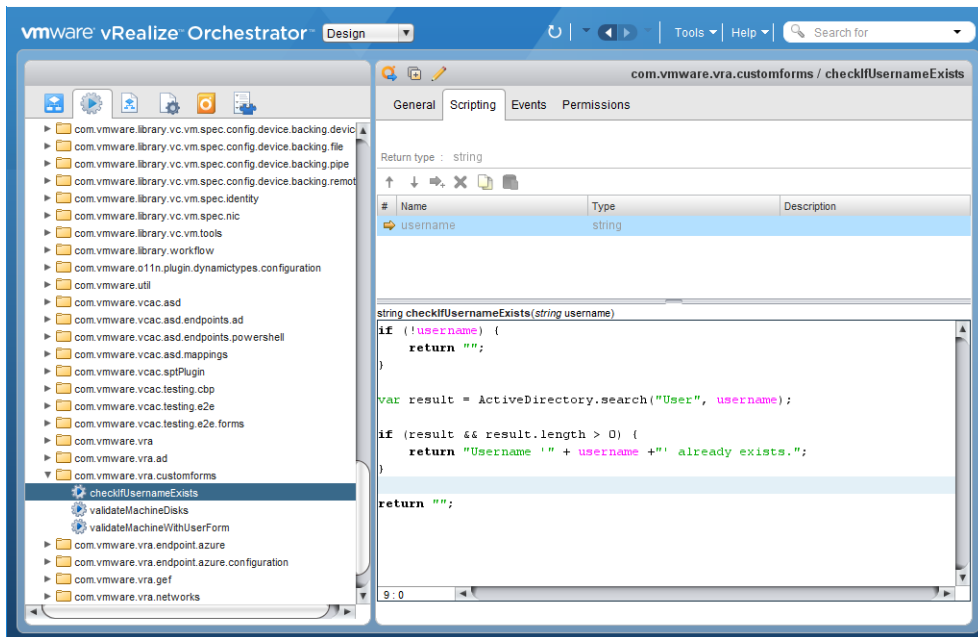 vmware vRealize™ Orchestrator™ Design
Tools Help Search for
com.vmware.vra.customforms / checkIfUsernameExists
General Scripting Events Permissions
com.vmware.library.vc.vm.spec.config.device.backing.devic
com.vmware.library.vc.vm.spec.config.device.backing.file
com.vmware.library.vc.vm.spec.config.device.backing.pipe
com.vmware.library.vc.vm.spec.config.device.backing.remot
com.vmware.library.vc.vm.spec.identity
com.vmware.library.vc.vm.spec.nic
com.vmware.library.vc.vm.tools
com.vmware.library.workflow
com.vmware.o11n.plugin.dynamictypes.configuration
com.vmware.util
com.vmware.vcac.asd
com.vmware.vcac.asd.endpoints.ad
com.vmware.vcac.asd.endpoints.powershell
com.vmware.vcac.asd.mappings
com.vmware.vcac.sptPlugin
com.vmware.vcac.testing.cbp
com.vmware.vcac.testing.e2e
com.vmware.vcac.testing.e2e.forms
com.vmware.vra
com.vmware.vra.ad
com.vmware.vra.customforms
checkIfUsernameExists
validateMachineDisks
validateMachineWithUserForm
com.vmware.vra.endpoint.azure
com.vmware.vra.endpoint.azure.configuration
com.vmware.vra.gef
com.vmware.vra.networks
Return type : string
# Name Type Description
username string
string checkIfUsernameExists(string username)
if (!username) {
return "";
}
var result = ActiveDirectory.search("User", username);
if (result && result.length > 0) {
return "Username '" + username +"' already exists.";
}
return "";
9 : 0